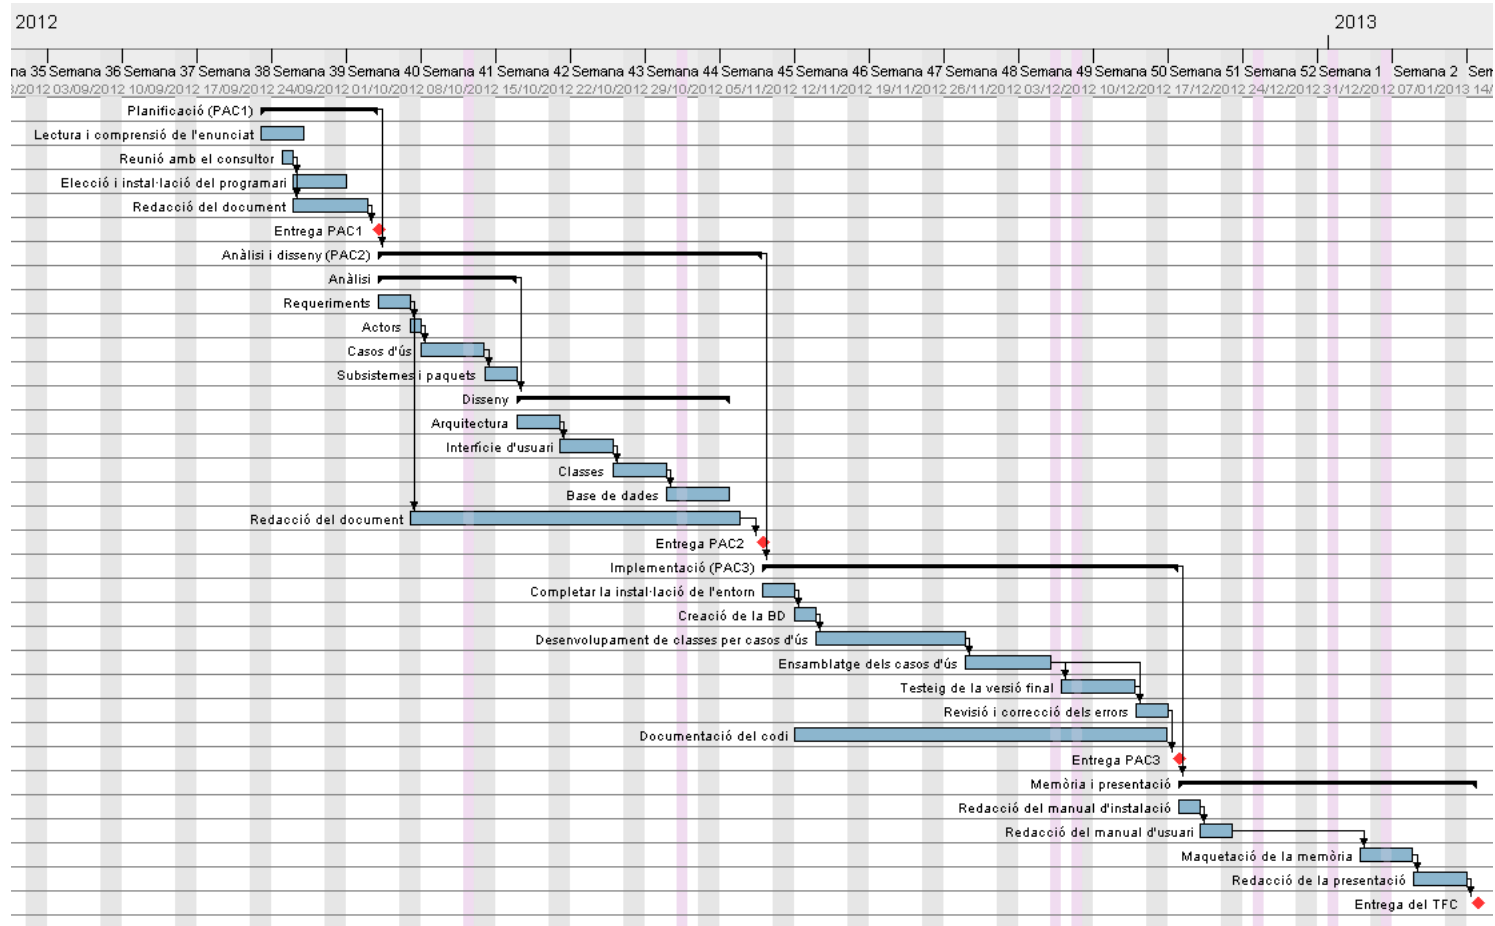 2012 2013
na 35 Semana 36 Semana 37 Semana 38 Semana 39 Semana 40 Semana 41 Semana 42 Semana 43 Semana 44 Semana 45 Semana 46 Semana 47 Semana 48 Semana 49 Semana 50 Semana 51 Semana 52 Semana 1 Semana 2 Sem
8/2012 03/09/2012 10/09/2012 17/09/2012 24/09/2012 01/10/2012 08/10/2012 15/10/2012 22/10/2012 29/10/2012 05/11/2012 12/11/2012 19/11/2012 26/11/2012 03/12/2012 10/12/2012 17/12/2012 24/12/2012 31/12/2012 07/01/2013 14/
Planificació (PAC1)
Lectura i comprensió de l'enunciat
Reunió amb el consultor
Elecció i instal·lació del programari
Redacció del document
Entrega PAC1
Anàlisi i disseny (PAC2)
Anàlisi
Requeriments
Actors
Casos d'ús
Subsistemes i paquets
Disseny
Arquitectura
Interfície d'usuari
Classes
Base de dades
Redacció del document
Entrega PAC2
Implementació (PAC3)
Completar la instal·lació de l'entorn
Creació de la BD
Desenvolupament de classes per casos d'ús
Ensamblatge dels casos d'ús
Testeig de la versió final
Revisió i correcció dels errors
Documentació del codi
Entrega PAC3
Memòria i presentació
Redacció del manual d'instalació
Redacció del manual d'usuari
Maquetació de la memòria
Redacció de la presentació
Entrega del TFC